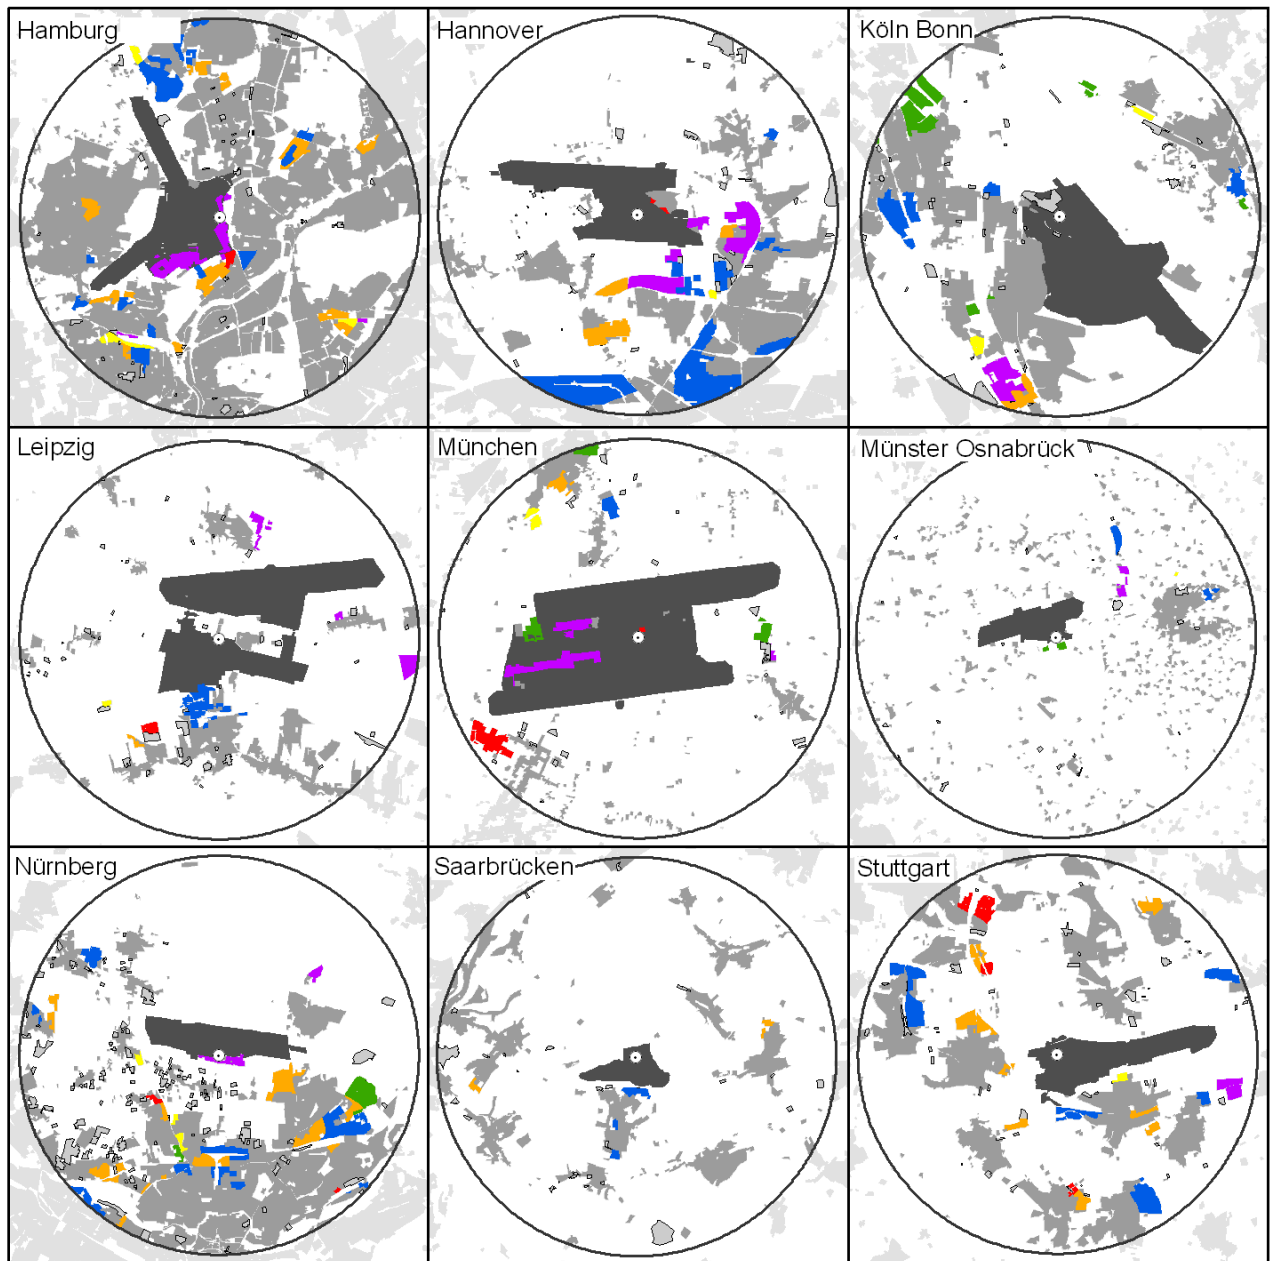 Hamburg
Hannover
Köln Bonn
Leipzig
München
Münster Osnabrück
Nürnberg
Saarbrücken
Stuttgart